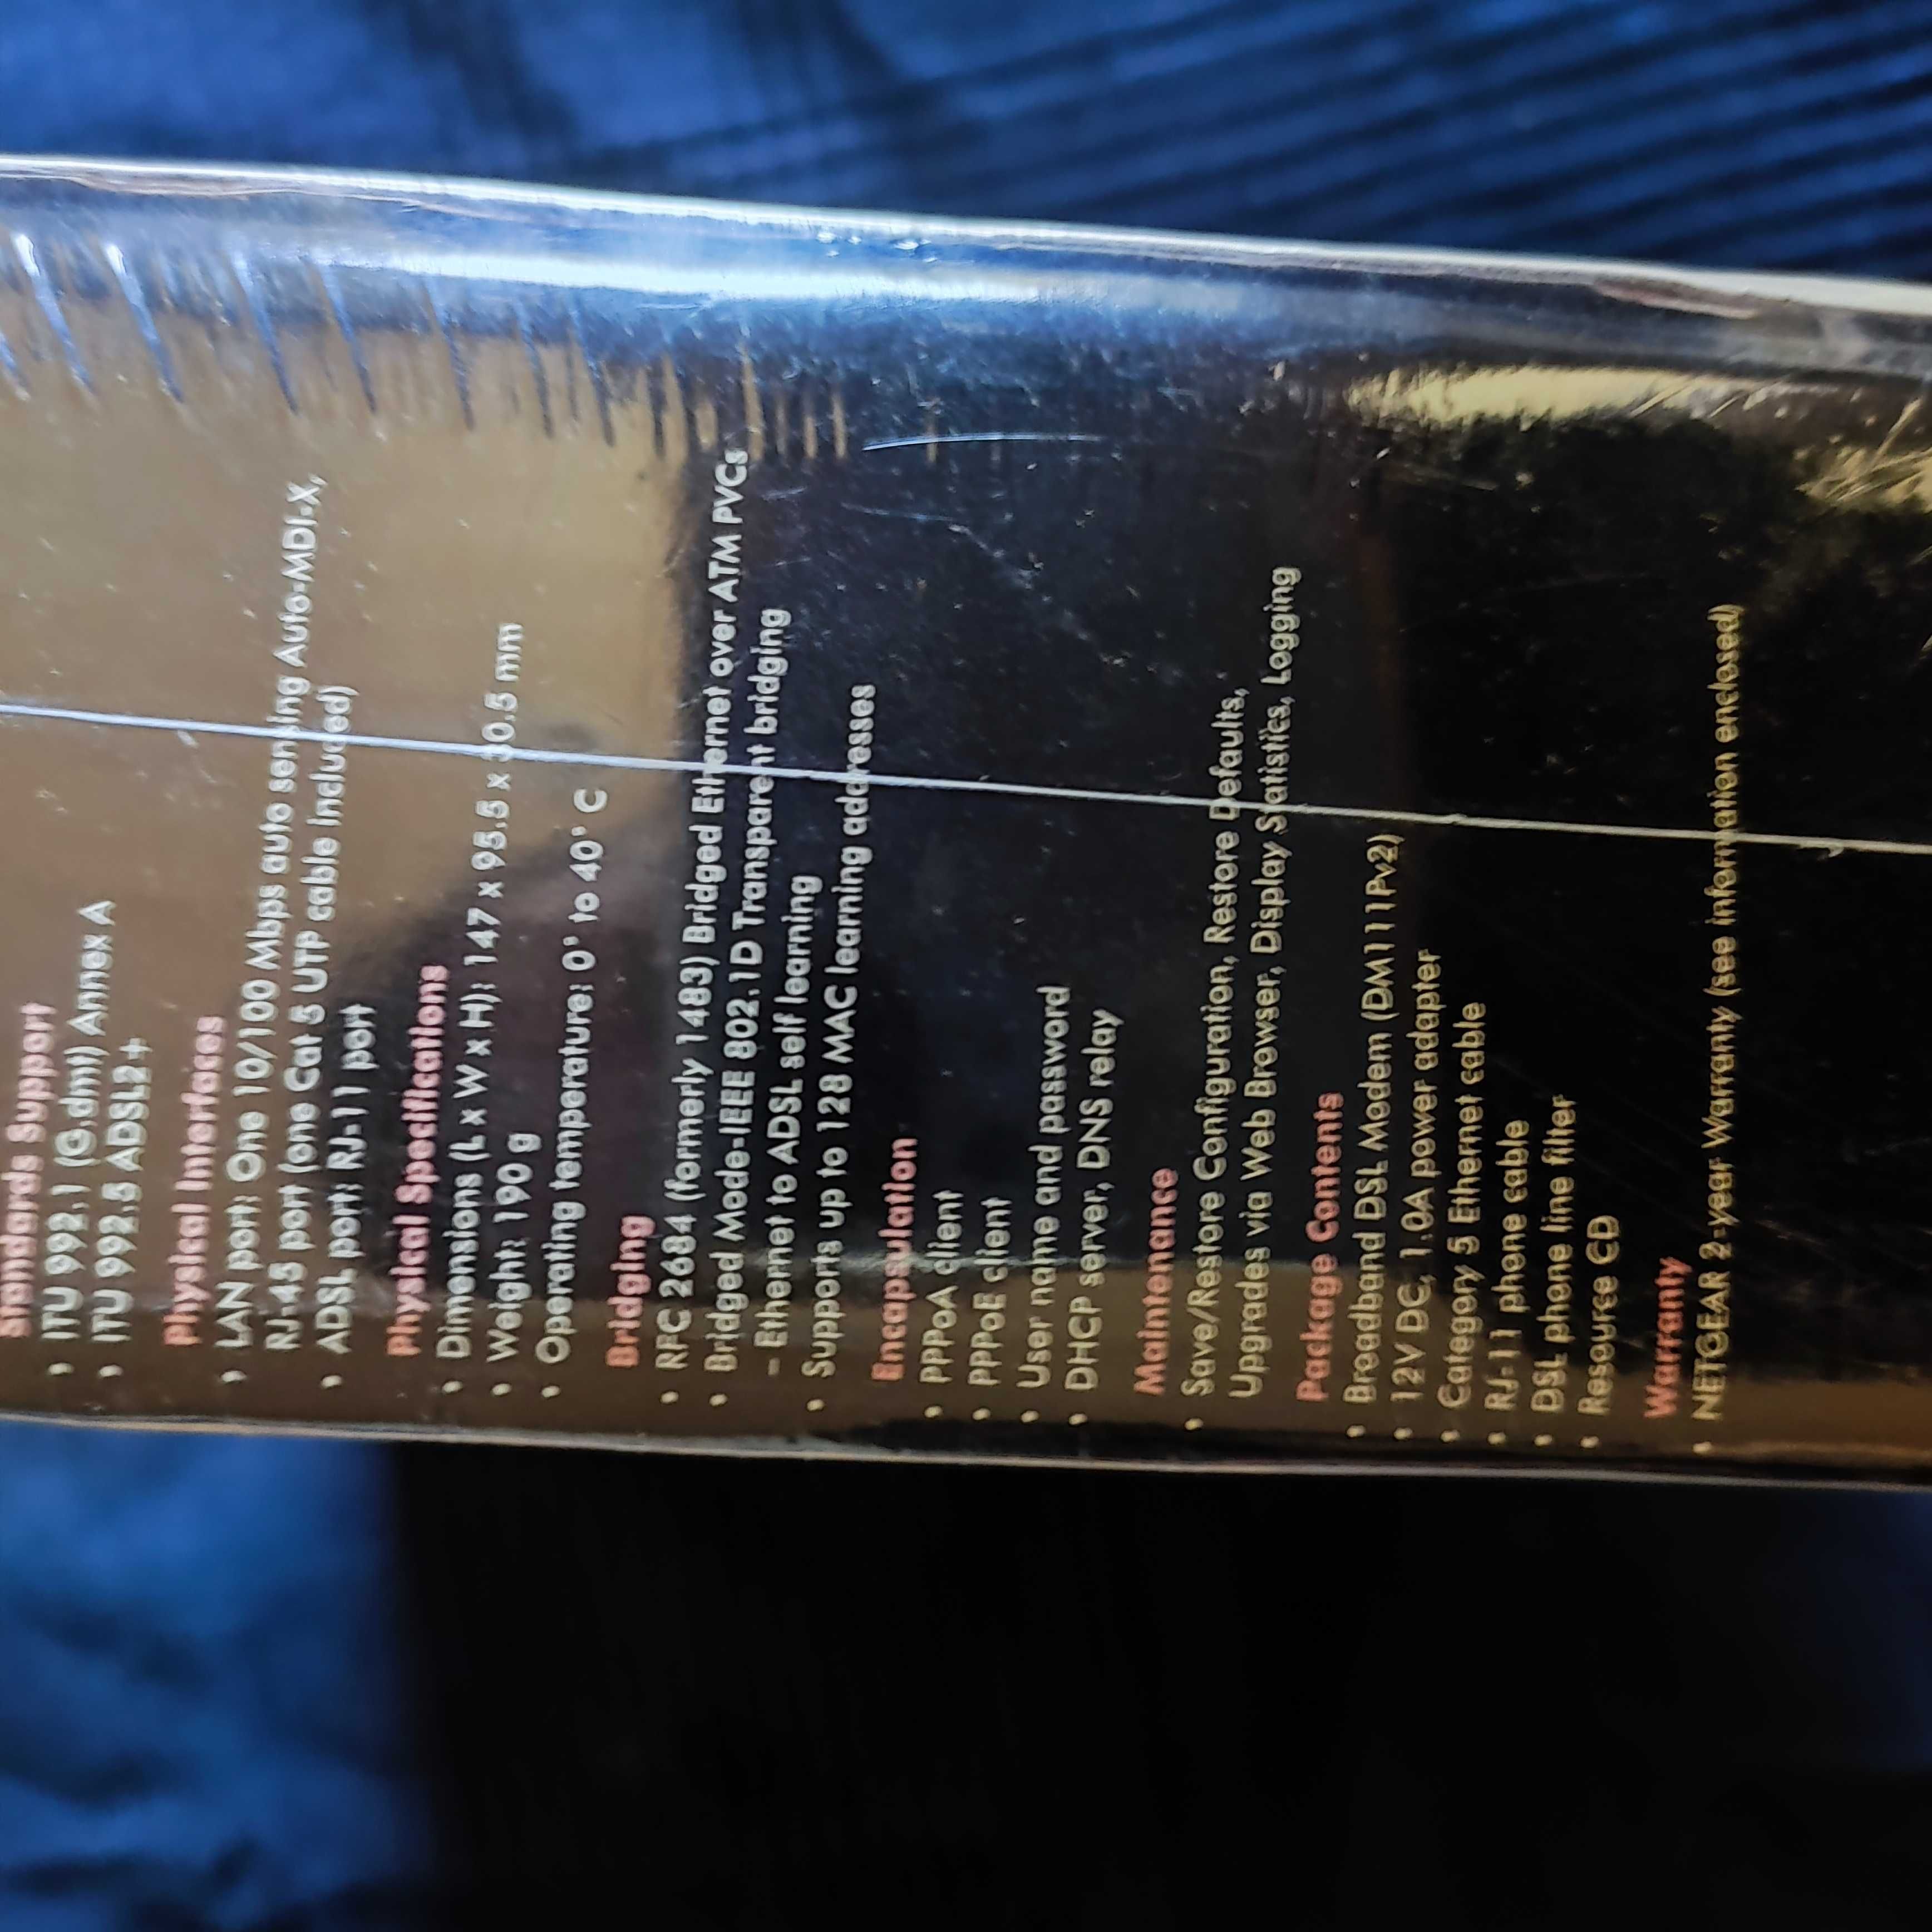 Standards Support
• ITU 992.1 (G.dmt) Annex A
• ITU 992.5 ADSL2+
Physical Interfaces
• LAN port: One 10/100 Mbps auto sensing Auto-MDI-X,
RJ-45 port (one Cat 5 UTP cable included)
• ADSL port: RJ-11 port
Physical Specifications
• Dimensions (L x W x H): 147 x 95.5 x 30.5 mm
• Weight: 190 g
• Operating temperature: 0° to 40° C
Bridging
• RFC 2684 (formerly 1483) Bridged Ethernet over ATM PVCs
• Bridged Mode-IEE 802.1D Transparent bridging
– Ethernet to ADSL self learning
• Supports up to 128 MAC learning addresses
Encapsulation
• PPPoA client
• PPPoE client
• User name and password
• DHCP server, DNS relay
Maintenance
• Save/Restore Configuration, Restore Defaults,
Upgrades via Web Browser, Display Statistics, Logging
Package Contents
• Broadband DSL Modem (DM111Pv2)
• 12V DC, 1.0A power adapter
• Category 5 Ethernet cable
• RJ-11 phone cable
• DSL phone line filter
• Resource CD
Warranty
• NETGEAR 2-year Warranty (see information enclosed)